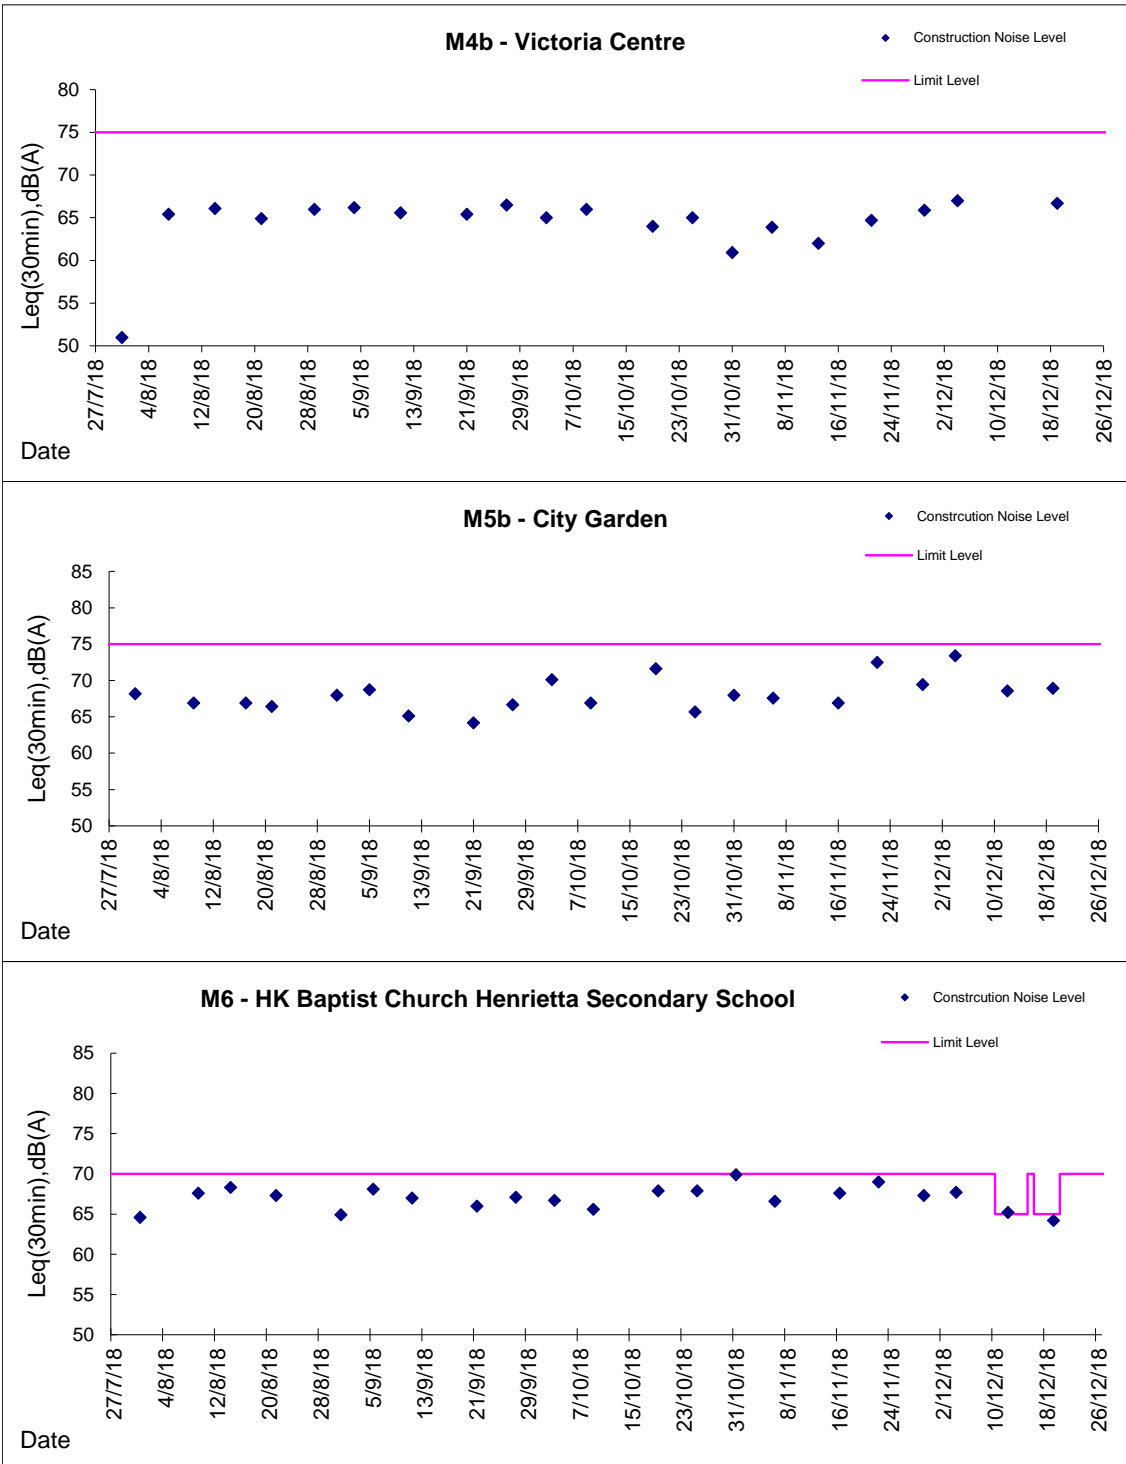 M4b - Victoria Centre
Construction Noise Level
Limit Level
Leq(30min),dB(A)
80
75
70
65
60
55
50
27/7/18 4/8/18 12/8/18 20/8/18 28/8/18 5/9/18 13/9/18 21/9/18 29/9/18 7/10/18 15/10/18 23/10/18 31/10/18 8/11/18 16/11/18 24/11/18 2/12/18 10/12/18 18/12/18 26/12/18
Date
M5b - City Garden
Constrcution Noise Level
Limit Level
Leq(30min),dB(A)
85
80
75
70
65
60
55
50
27/7/18 4/8/18 12/8/18 20/8/18 28/8/18 5/9/18 13/9/18 21/9/18 29/9/18 7/10/18 15/10/18 23/10/18 31/10/18 8/11/18 16/11/18 24/11/18 2/12/18 10/12/18 18/12/18 26/12/18
Date
M6 - HK Baptist Church Henrietta Secondary School
Constrcution Noise Level
Limit Level
Leq(30min),dB(A)
85
80
75
70
65
60
55
50
27/7/18 4/8/18 12/8/18 20/8/18 28/8/18 5/9/18 13/9/18 21/9/18 29/9/18 7/10/18 15/10/18 23/10/18 31/10/18 8/11/18 16/11/18 24/11/18 2/12/18 10/12/18 18/12/18 26/12/18
Date